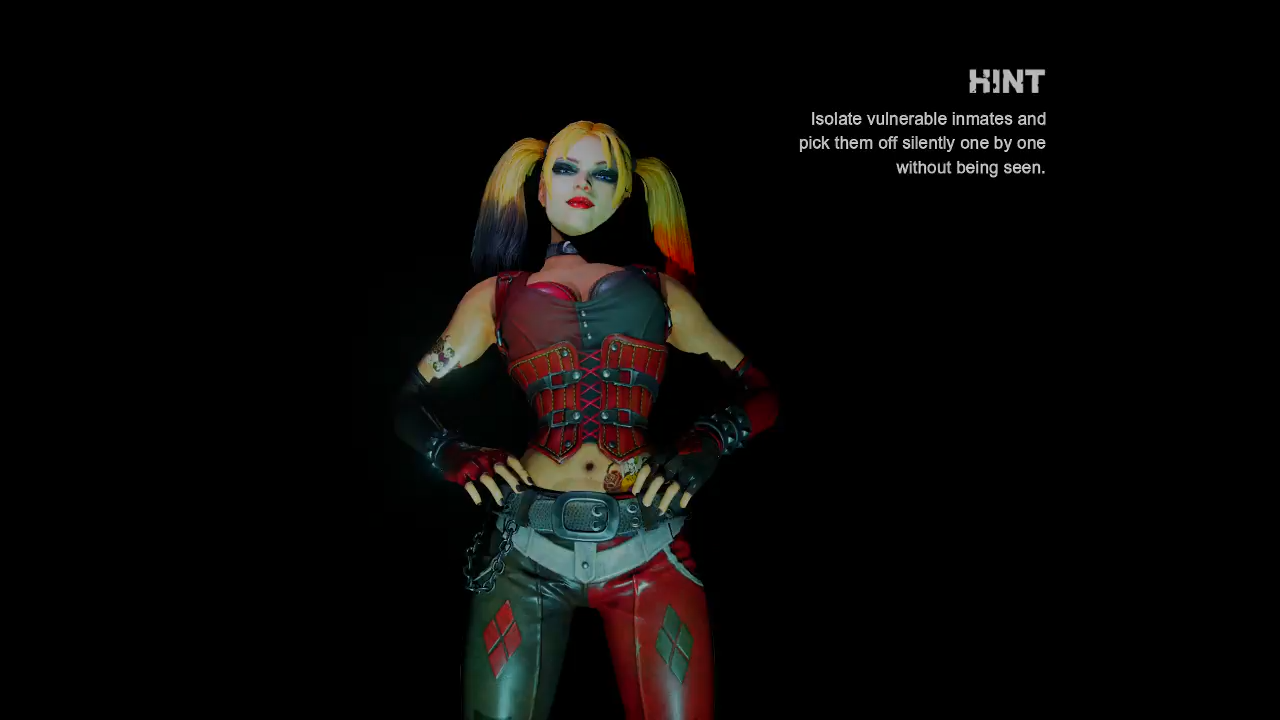 HINT
Isolate vulnerable inmates and
pick them off silently one by one
without being seen.